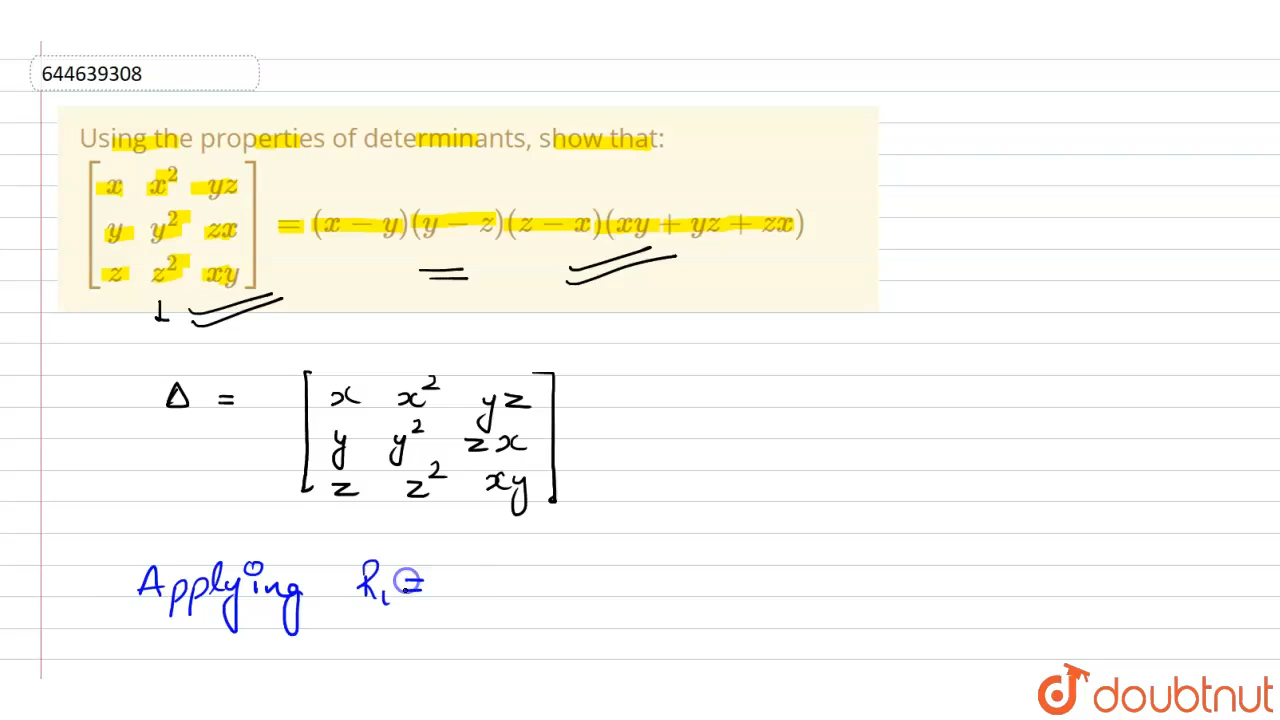 644639308
Using the properties of determinants, show that:
x x² yz
y y² zx = (x − y)(y − z)(z − x)(xy + yz + zx)
z z² xy
Δ = x x² yz
y y² zx
z z² xy
Applying R₁ =
doubtnut